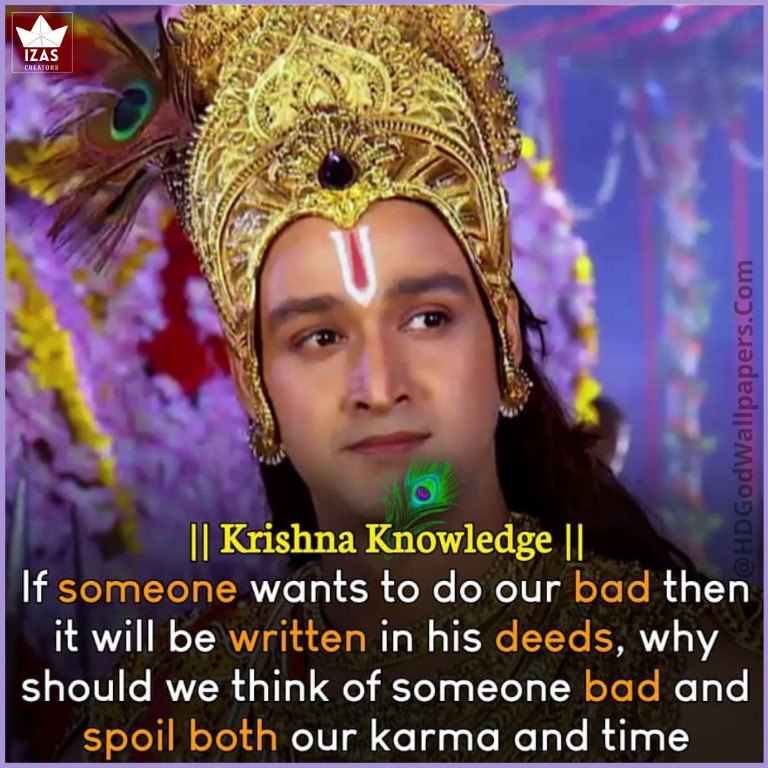 IZAS
CREATORS
@HDGodWallpapers.Com
|| Krishna Knowledge ||
If someone wants to do our bad then
it will be written in his deeds, why
should we think of someone bad and
spoil both our karma and time